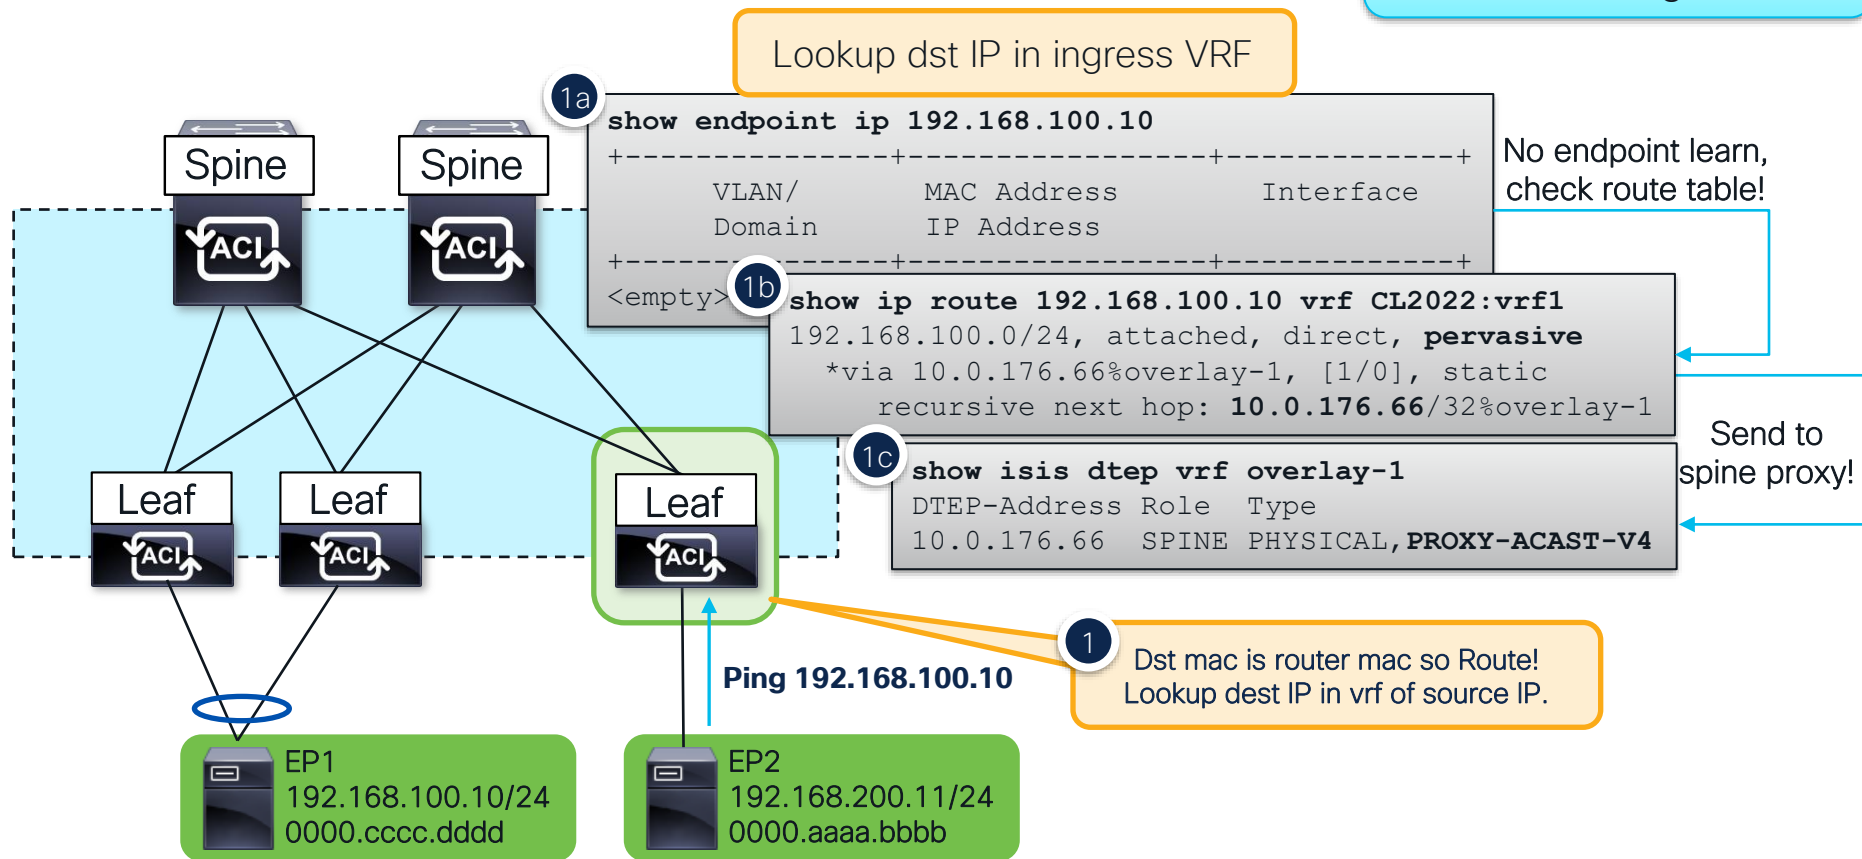 Lookup dst IP in ingress VRF
1a
show endpoint ip 192.168.100.10
+---------------+-----------------+-------------+
VLAN/ MAC Address Interface
Domain IP Address
+---------------+-----------------+-------------+
<empty>
No endpoint learn,
check route table!
1b
show ip route 192.168.100.10 vrf CL2022:vrf1
192.168.100.0/24, attached, direct, pervasive
*via 10.0.176.66%overlay-1, [1/0], static
recursive next hop: 10.0.176.66/32%overlay-1
Send to
spine proxy!
1c
show isis dtep vrf overlay-1
DTEP-Address Role Type
10.0.176.66 SPINE PHYSICAL,PROXY-ACAST-V4
Spine
Spine
ACI
ACI
Leaf
Leaf
Leaf
ACI
ACI
ACI
1
Dst mac is router mac so Route!
Lookup dest IP in vrf of source IP.
Ping 192.168.100.10
EP1
192.168.100.10/24
0000.cccc.dddd
EP2
192.168.200.11/24
0000.aaaa.bbbb